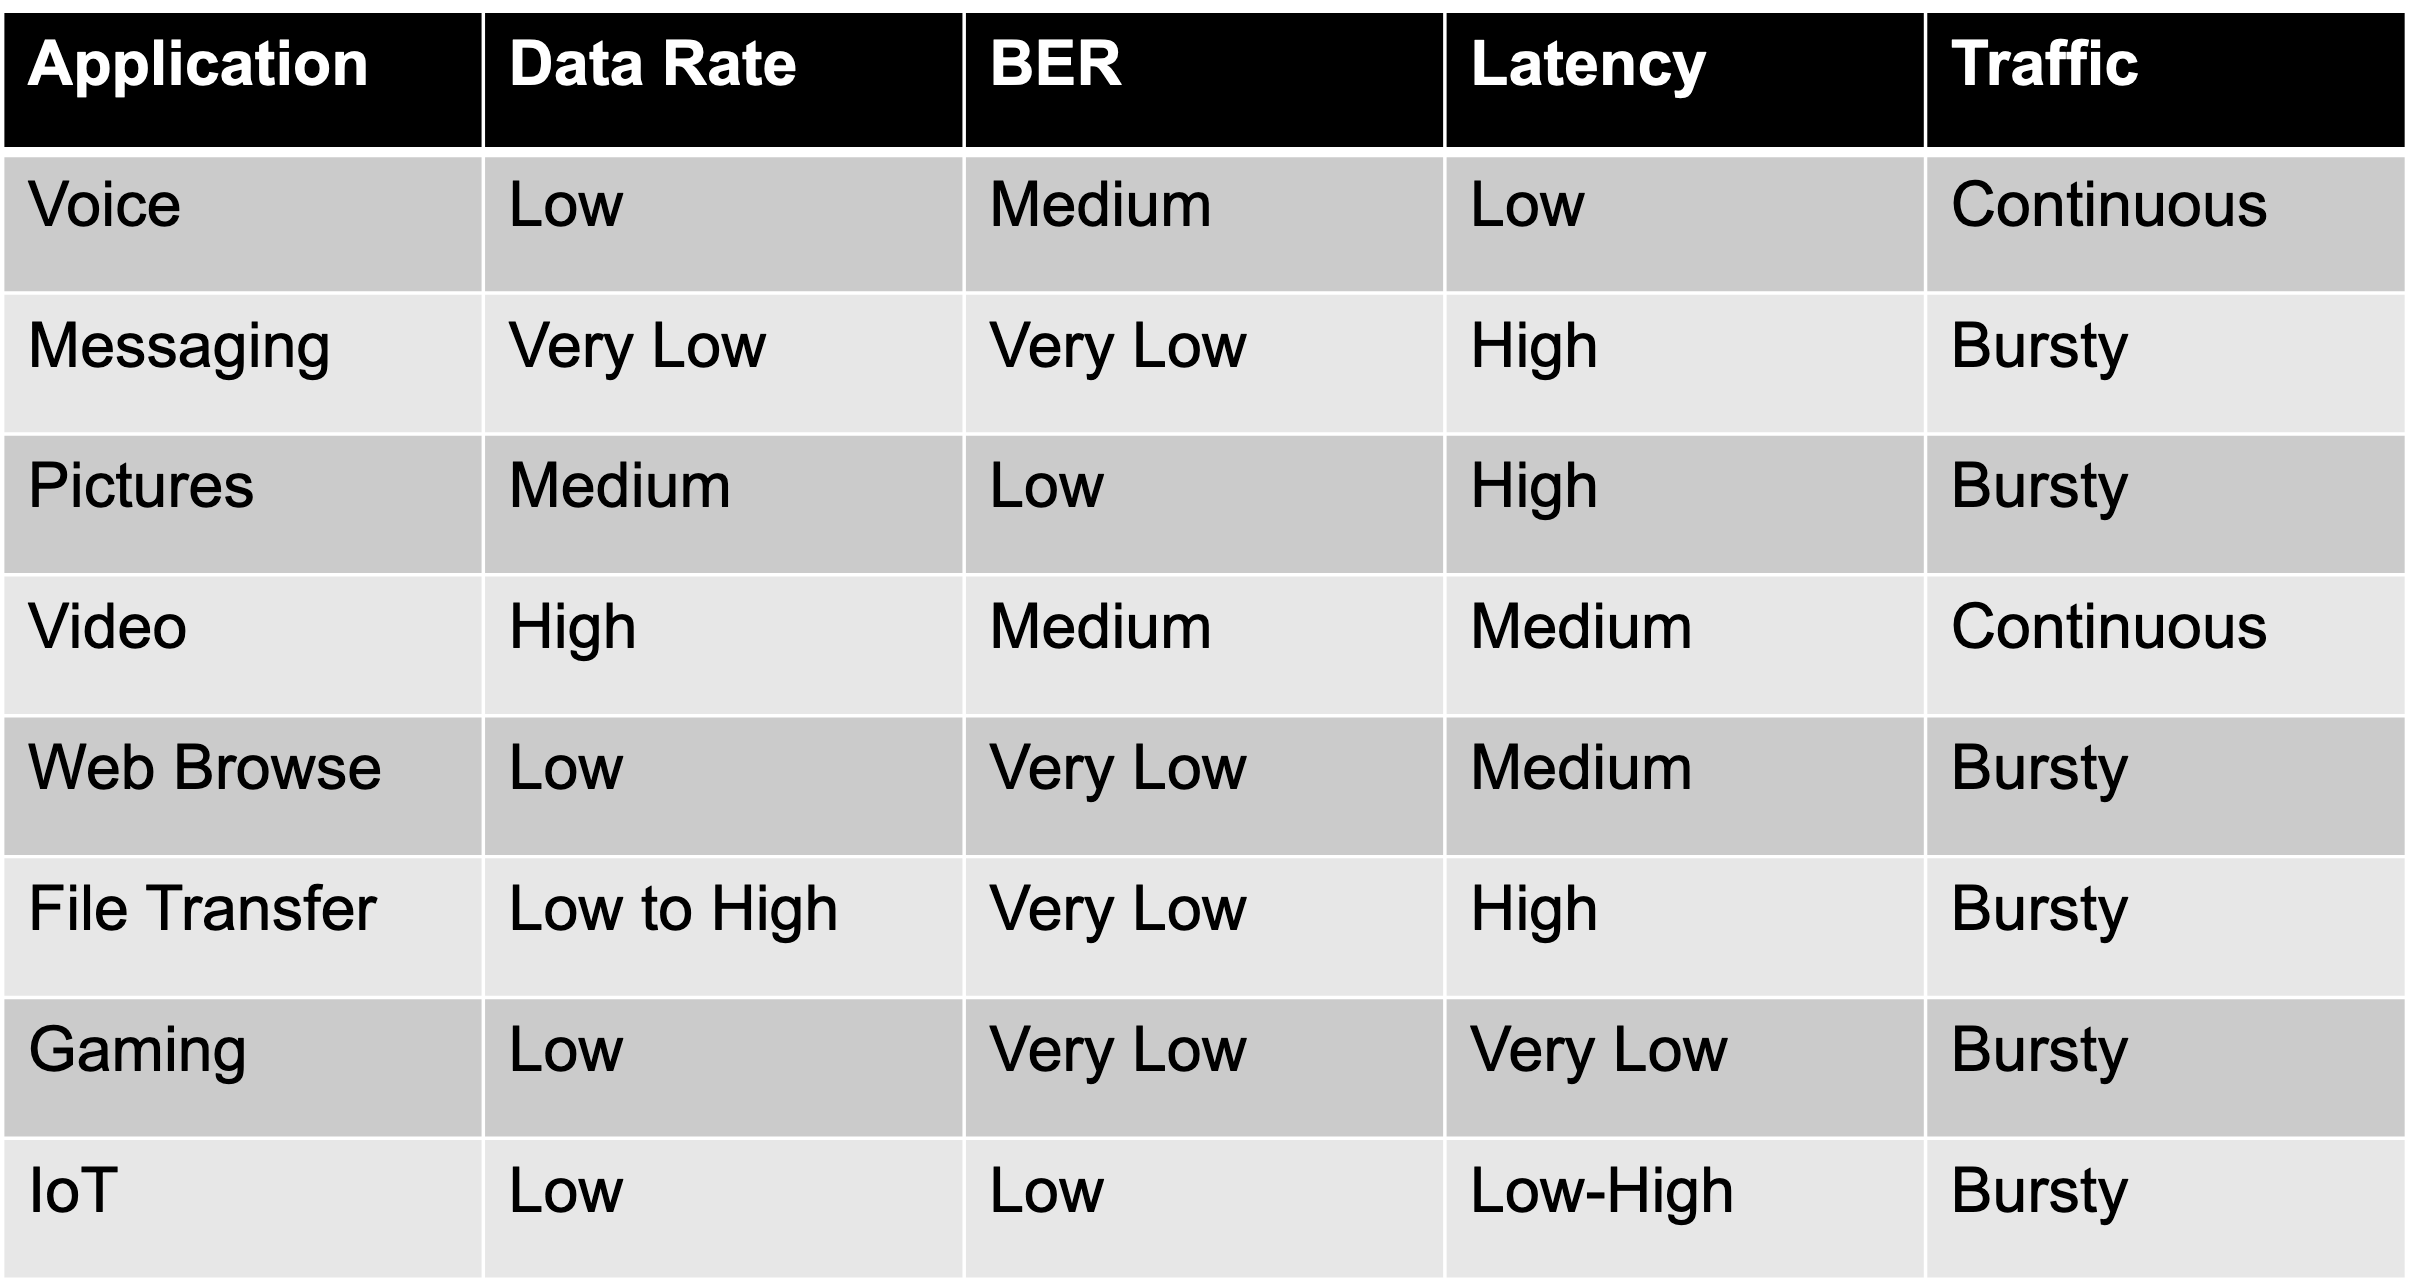 Application Data Rate BER Latency Traffic
Voice Low Medium Low Continuous
Messaging Very Low Very Low High Bursty
Pictures Medium Low High Bursty
Video High Medium Medium Continuous
Web Browse Low Very Low Medium Bursty
File Transfer Low to High Very Low High Bursty
Gaming Low Very Low Very Low Bursty
IoT Low Low Low-High Bursty